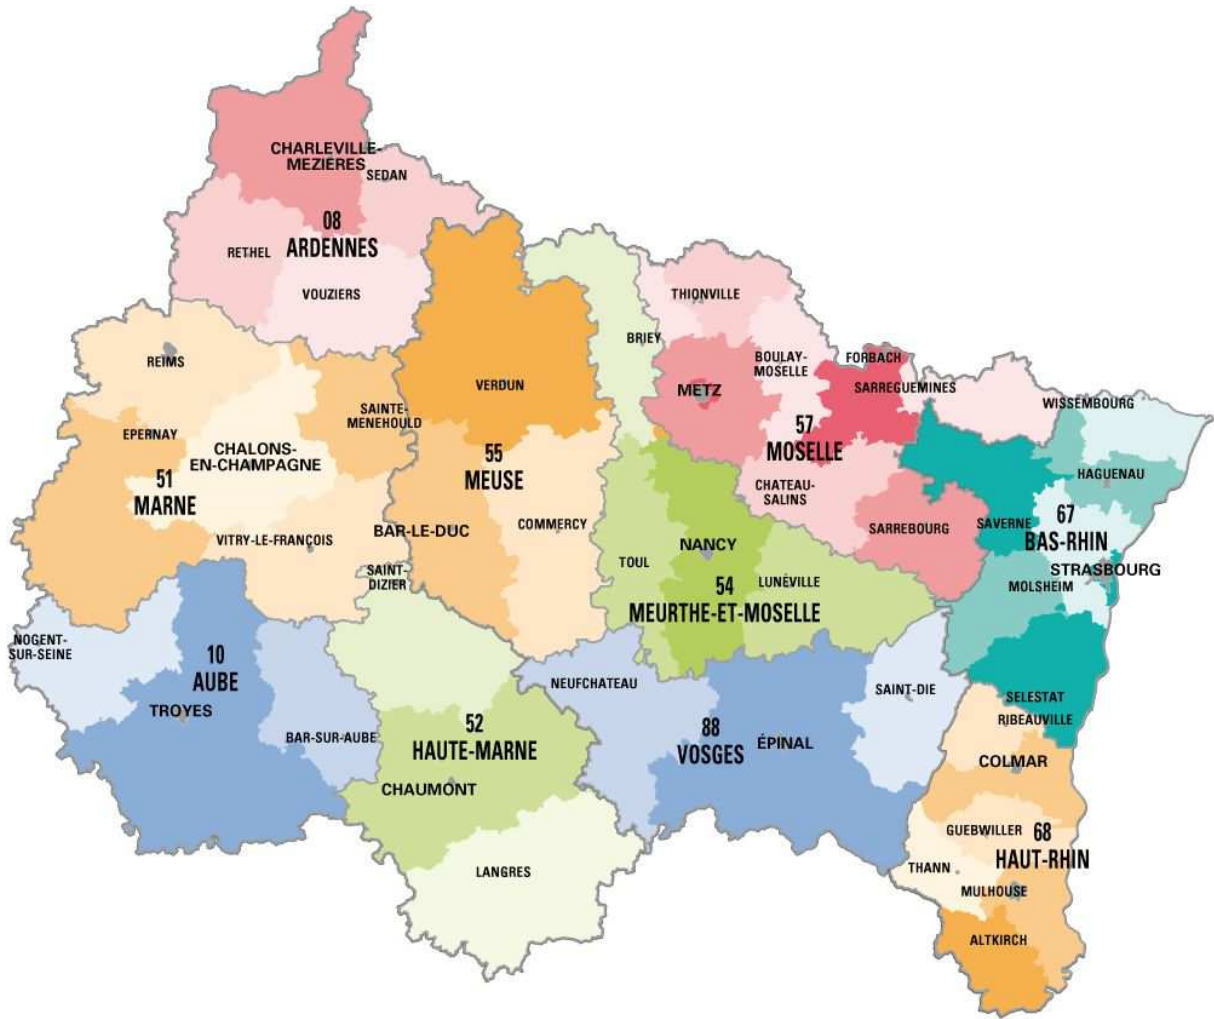 CHARLEVILLE-
MEZIÈRES
SEDAN
08
ARDENNES
RETHEL
VOUZIERS
THIONVILLE
BRIEY
REIMS
BOULAY-
MOSELLE
FORBACH
SARREGUEMINES
METZ
VERDUN
SAINTE-
MENEHOULD
WISSEMBOURG
EPERNAY
CHALONS-
EN-CHAMPAGNE
57
MOSELLE
55
MEUSE
51
MARNE
HAGUENAU
CHATEAU-
SALINS
67
BAS-RHIN
SAVERNE
SARREBOURG
COMMERCY
BAR-LE-DUC
VITRY-LE-FRANÇOIS
NANCY
TOUL
SAINT-
DIZIER
STRASBOURG
MOLSHEIM
LUNÉVILLE
54
MEURTHE-ET-MOSELLE
NOGENT-
SUR-SEINE
10
AUBE
NEUFCHATEAU
SAINT-DIE
SELESTAT
RIBEAUVILLE
TROYES
BAR-SUR-AUBE
52
HAUTE-MARNE
88
VOSGES
ÉPINAL
COLMAR
CHAUMONT
GUEBWILLER
68
HAUT-RHIN
LANGRES
THANN
MULHOUSE
ALTKIRCH